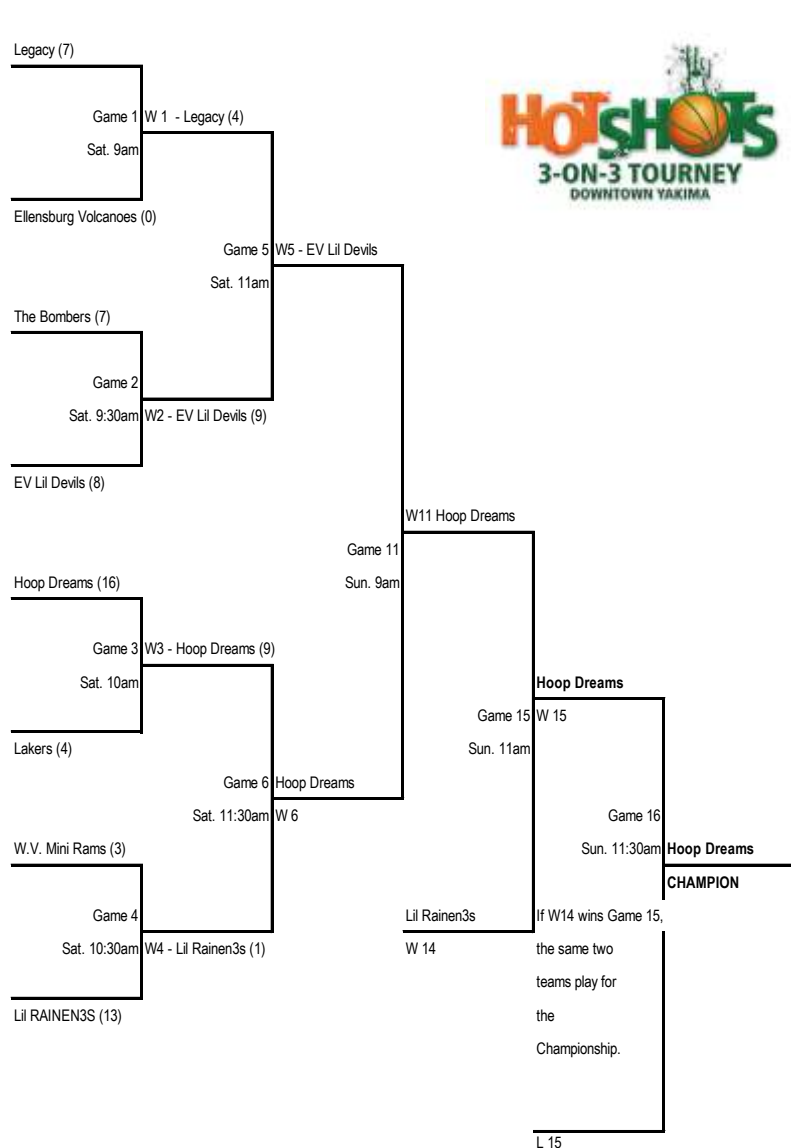 Legacy (7)
HOTSHOTS
3-ON-3 TOURNEY
DOWNTOWN YAKIMA
Game 1 W 1 - Legacy (4)
Sat. 9am
Ellensburg Volcanoes (0)
Game 5 W5 - EV Lil Devils
Sat. 11am
The Bombers (7)
Game 2
Sat. 9:30am W2 - EV Lil Devils (9)
EV Lil Devils (8)
W11 Hoop Dreams
Game 11
Sun. 9am
Hoop Dreams (16)
Game 3 W3 - Hoop Dreams (9)
Sat. 10am
Hoop Dreams
Game 15 W 15
Sun. 11am
Lakers (4)
Game 6 Hoop Dreams
Sat. 11:30am W 6
Game 16
Sun. 11:30am Hoop Dreams
CHAMPION
W.V. Mini Rams (3)
Game 4
Sat. 10:30am W4 - Lil Rainen3s (1)
Lil RAINEN3S (13)
Lil Rainen3s
W 14
If W14 wins Game 15,
the same two
teams play for
the
Championship.
L 15